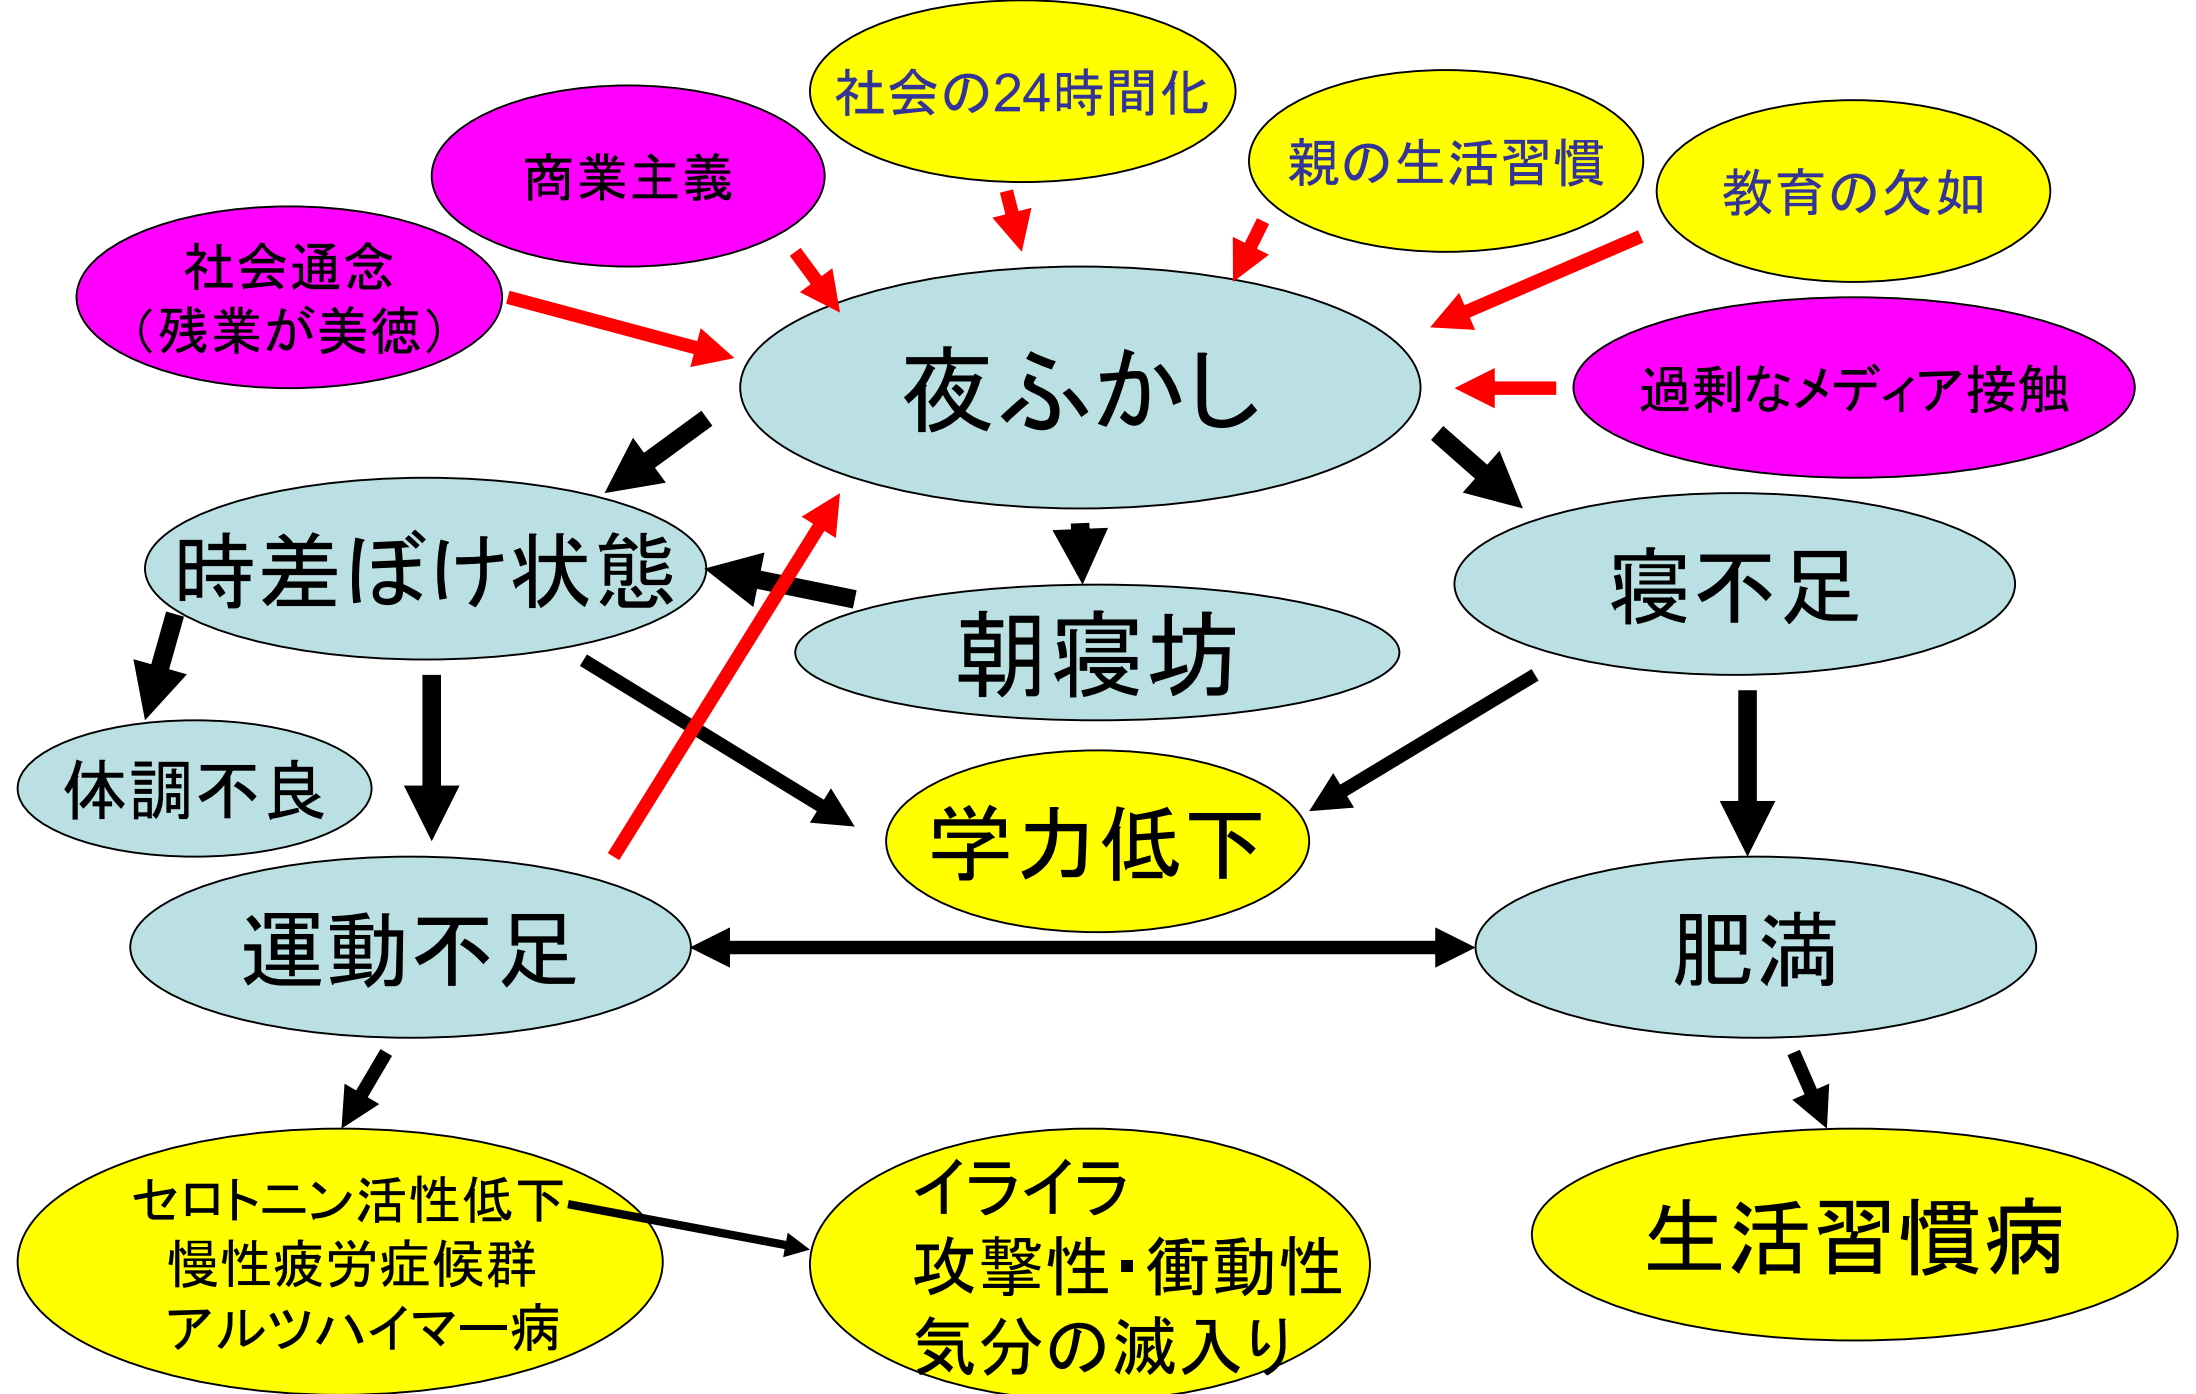 社会の24時間化
商業主義
親の生活習慣
教育の欠如
社会通念
（残業が美徳）
夜ふかし
過剰なメディア接触
時差ぼけ状態
寝不足
朝寝坊
体調不良
学力低下
運動不足
肥満
セロトニン活性低下
慢性疲労症候群
アルツハイマー病
イライラ
攻撃性・衝動性
気分の滅入り
生活習慣病